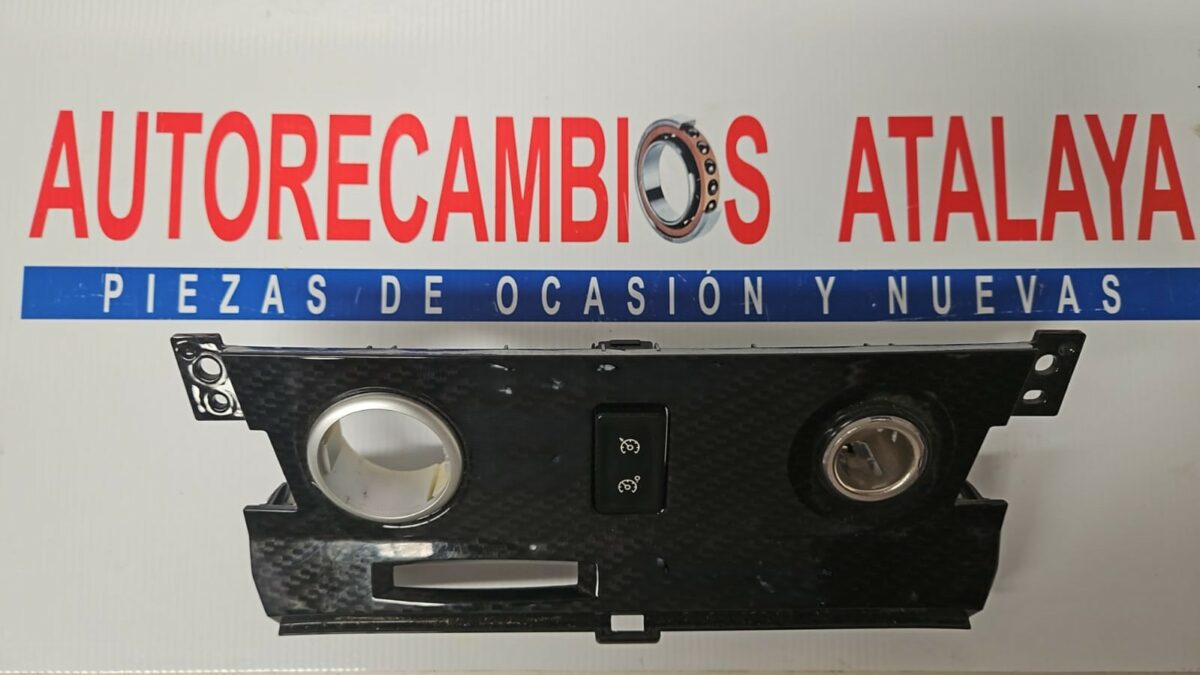 AUTORECAMBIOS ATALAYA
PIEZAS DE OCASIÓN Y NUEVAS